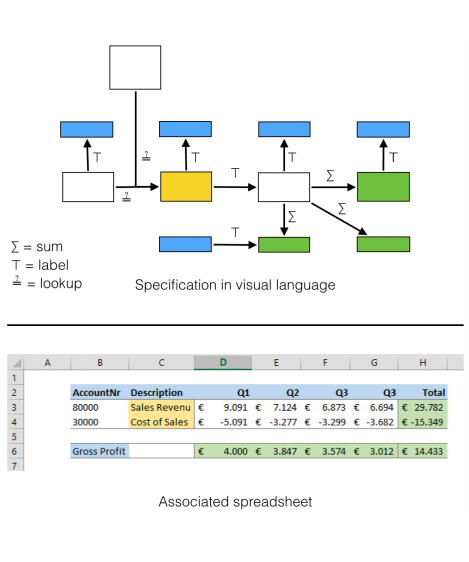 ⊤ ⊤ ⊤ ⊤
≟ ⊤ ∑
≟
∑ ∑
⊤
∑ = sum
⊤ = label
≟ = lookup
Specification in visual language
A B C D E F G H
1
2 AccountNr Description Q1 Q2 Q3 Q3 Total
3 80000 Sales Revenu € 9.091 € 7.124 € 6.873 € 6.694 € 29.782
4 30000 Cost of Sales € -5.091 € -3.277 € -3.299 € -3.682 € -15.349
5
6 Gross Profit € 4.000 € 3.847 € 3.574 € 3.012 € 14.433
7
Associated spreadsheet